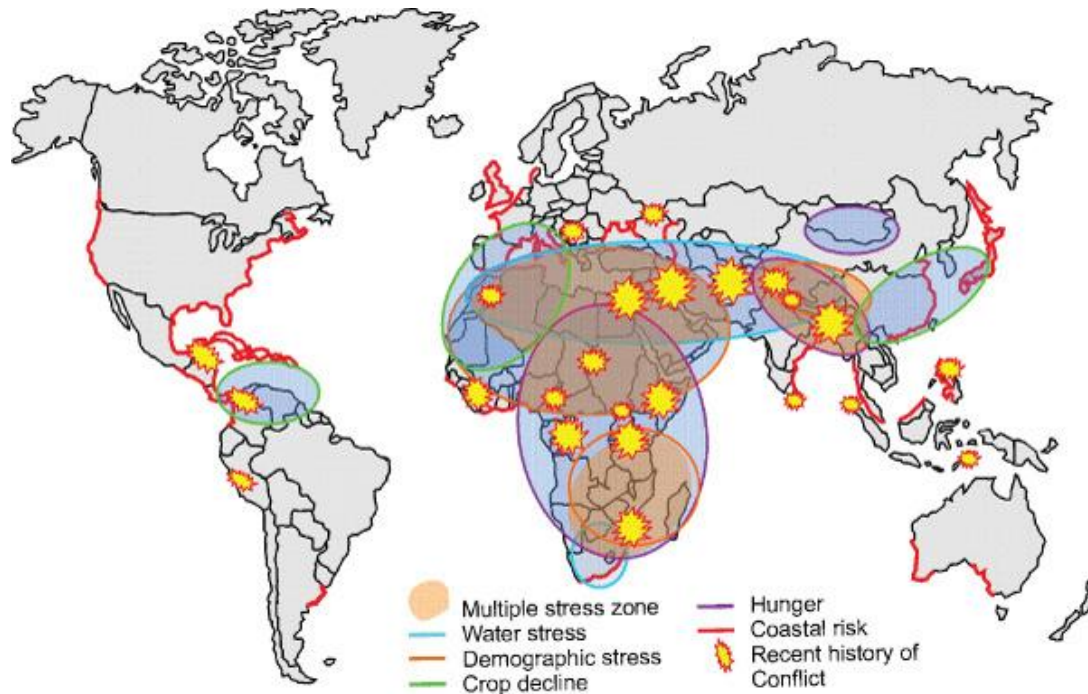 Multiple stress zone
Water stress
Demographic stress
Crop decline
Hunger
Coastal risk
Recent history of
Conflict